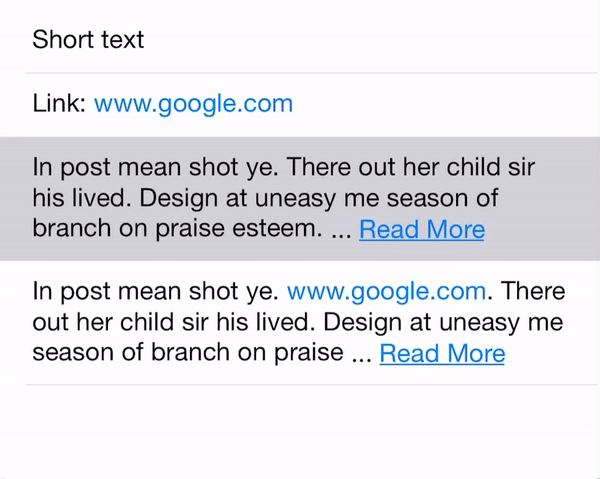 Short text
Link: www.google.com
In post mean shot ye. There out her child sir
his lived. Design at uneasy me season of
branch on praise esteem. ... Read More
In post mean shot ye. www.google.com. There
out her child sir his lived. Design at uneasy me
season of branch on praise ... Read More